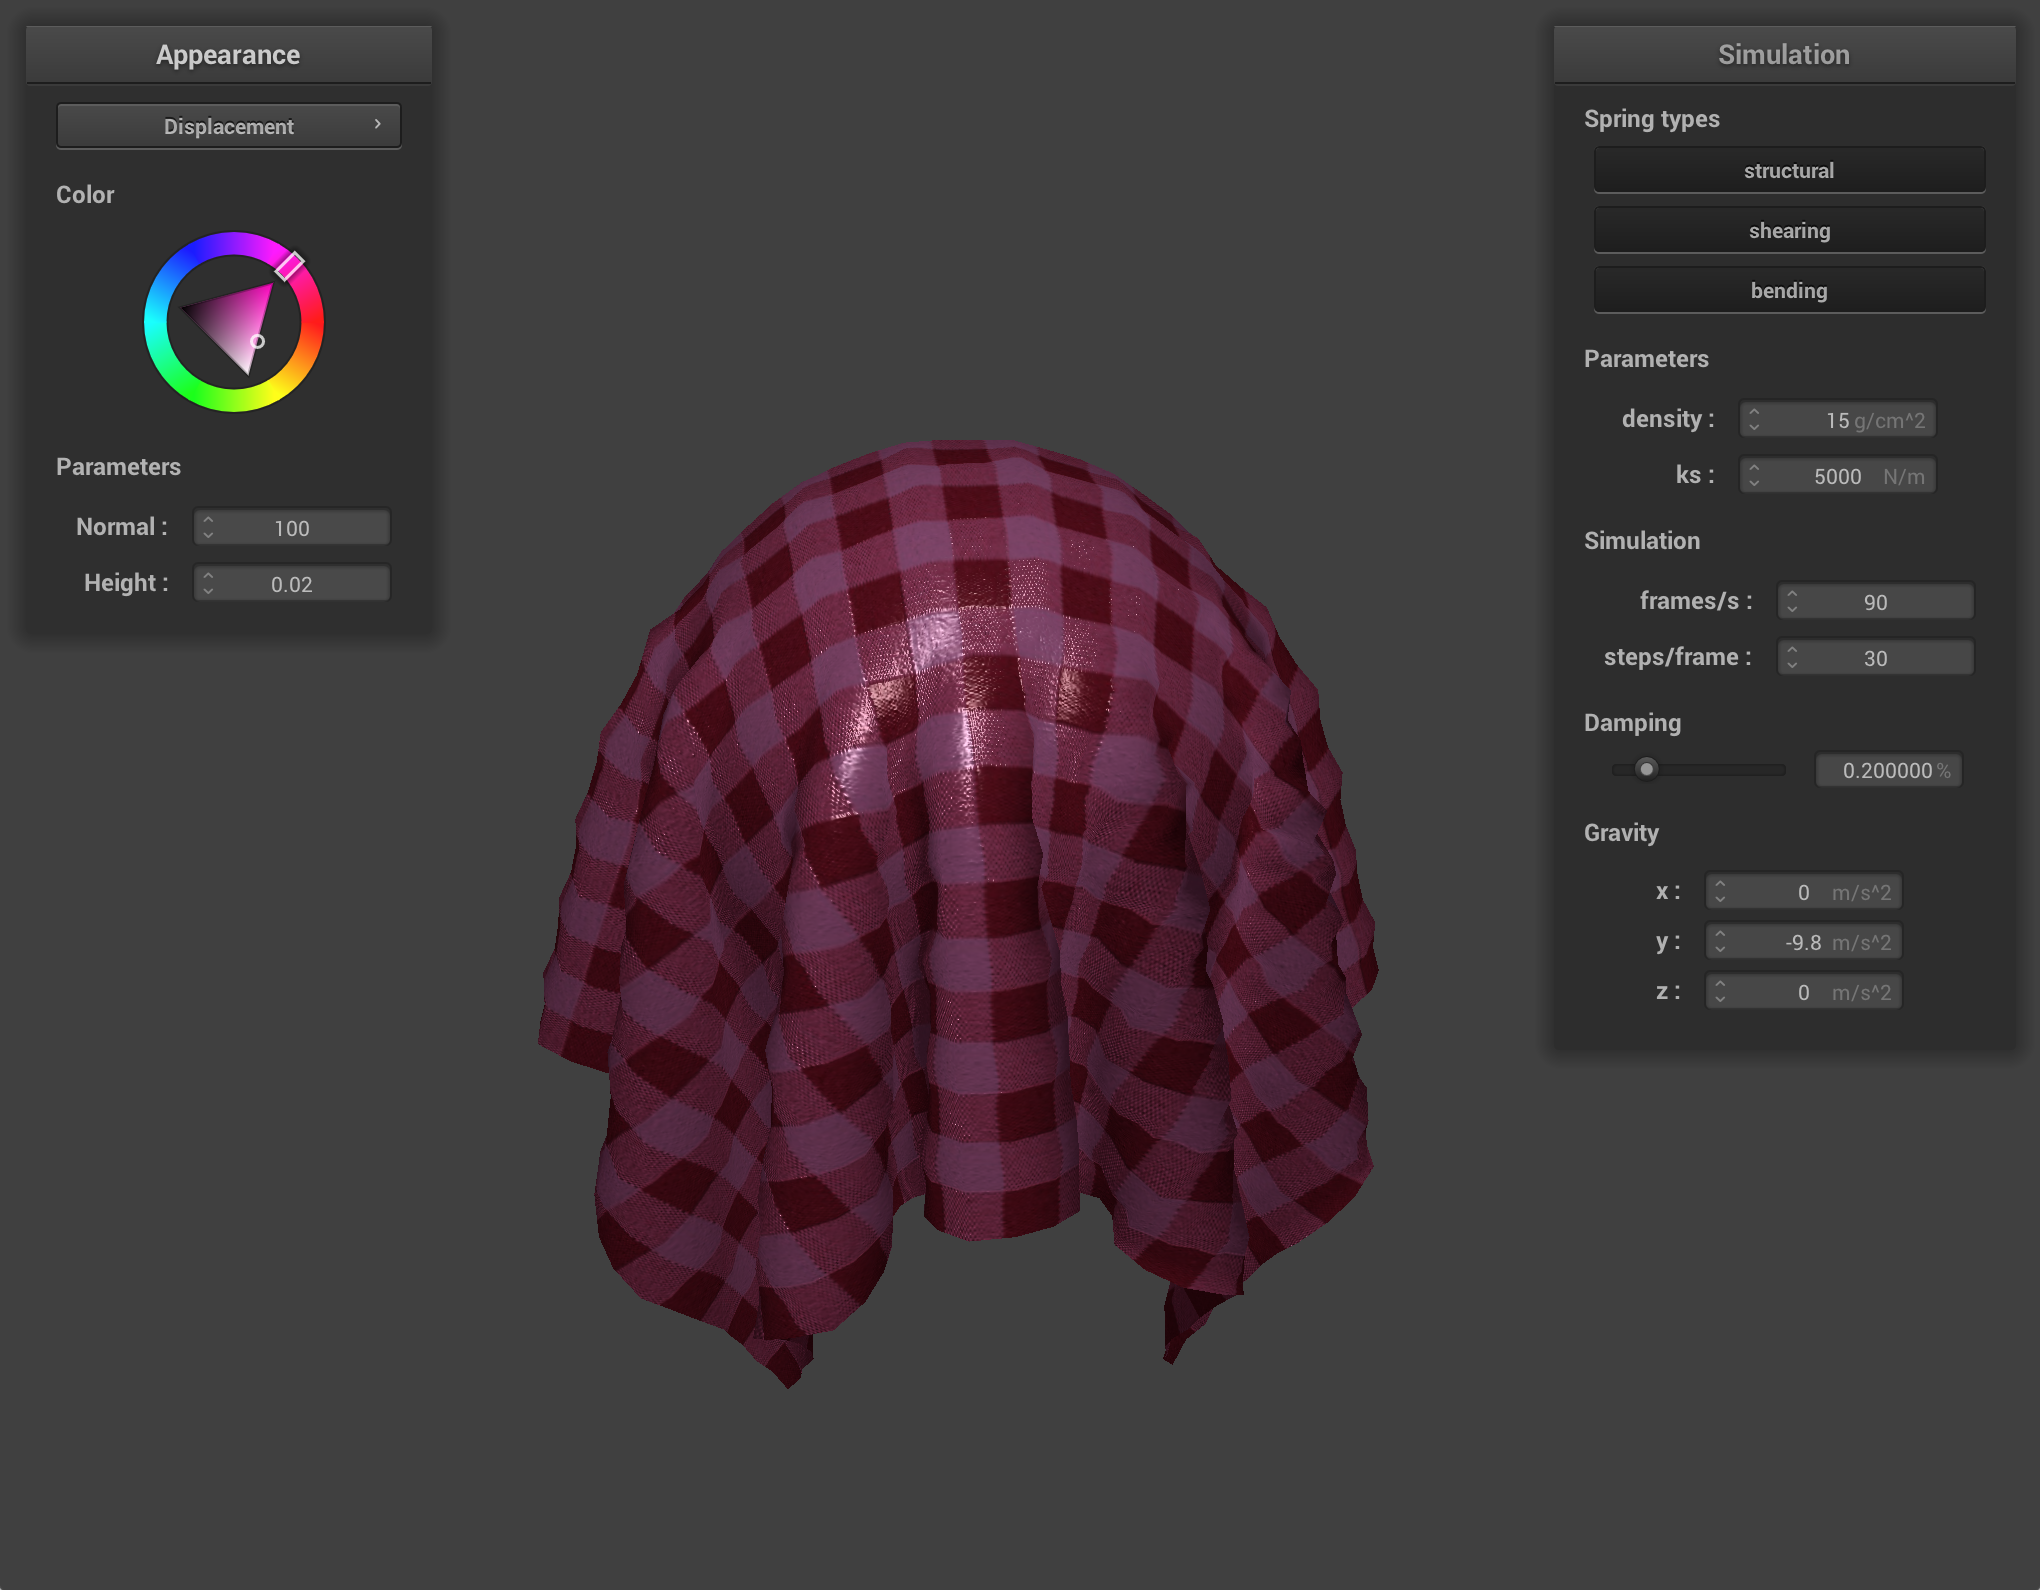 Appearance
Displacement
Color
Parameters
Normal : 100
Height : 0.02
Simulation
Spring types
structural
shearing
bending
Parameters
density : 15 g/cm^2
ks : 5000 N/m
Simulation
frames/s : 90
steps/frame : 30
Damping
0.200000 %
Gravity
x : 0 m/s^2
y : -9.8 m/s^2
z : 0 m/s^2